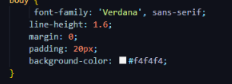 body {
font-family: 'Verdana', sans-serif;
line-height: 1.6;
margin: 0;
padding: 20px;
background-color: #f4f4f4;
}